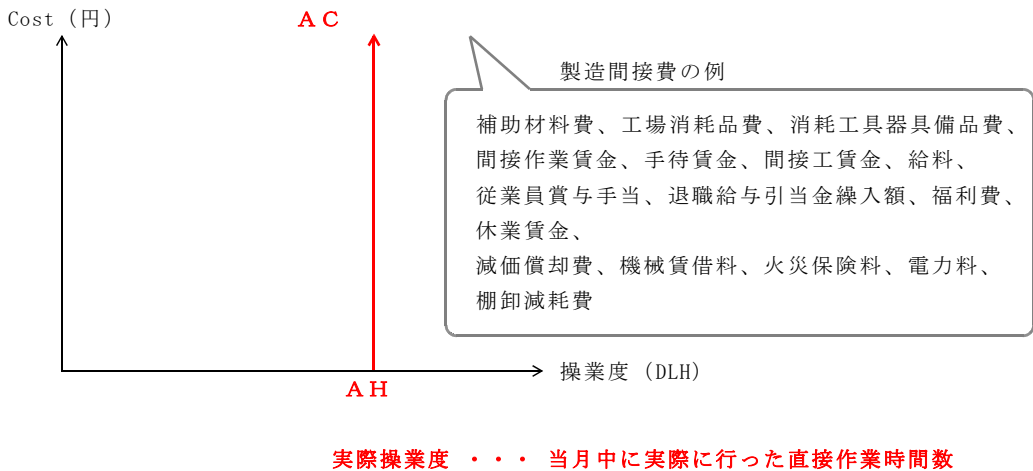 Cost (円)
ＡＣ
製造間接費の例
補助材料費、工場消耗品費、消耗工具器具備品費、
間接作業賃金、手待賃金、間接工賃金、給料、
従業員賞与手当、退職給与引当金繰入額、福利費、
休業賃金、
減価償却費、機械賃借料、火災保険料、電力料、
棚卸減耗費
操業度 (DLH)
ＡＨ
実際操業度 ・・・ 当月中に実際に行った直接作業時間数